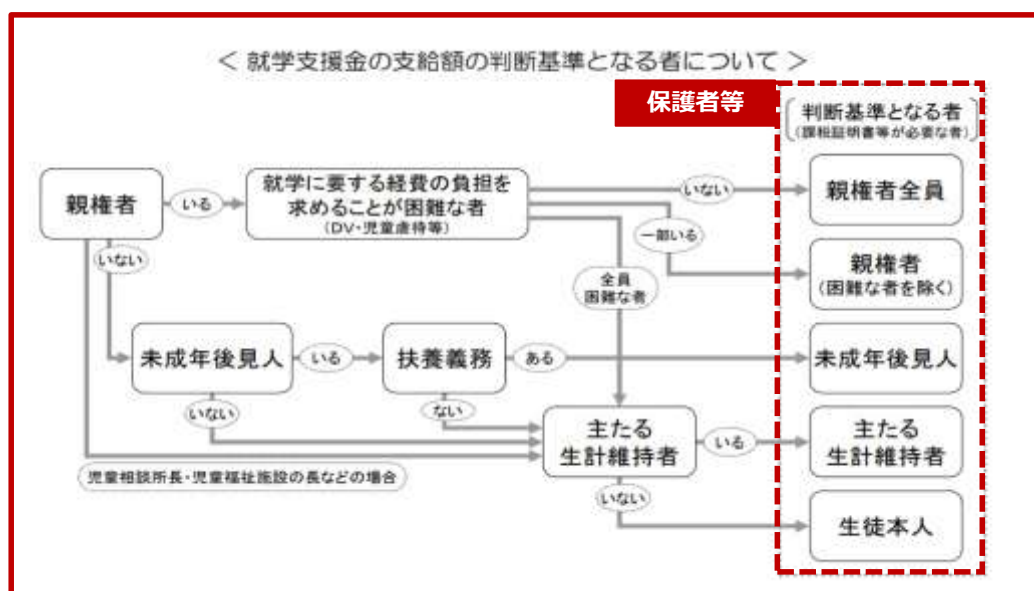 ＜ 就学支援金の支給額の判断基準となる者について ＞
保護者等
判断基準となる者
（課税証明書等が必要な者）
親権者
いる
就学に要する経費の負担を
求めることが困難な者
（DV・児童虐待等）
いない
親権者全員
一部いる
親権者
（困難な者を除く）
全員
困難な者
いない
未成年後見人
いる
扶養義務
ある
未成年後見人
いない
ない
主たる
生計維持者
いる
主たる
生計維持者
児童相談所長・児童福祉施設の長などの場合
いない
生徒本人